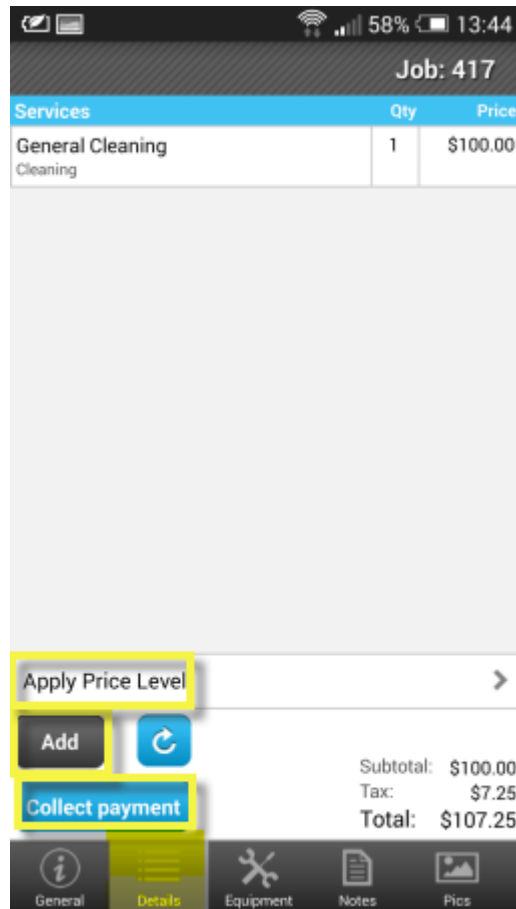 58% 13:44
Job: 417
Services Qty Price
General Cleaning 1 $100.00
Cleaning
Apply Price Level
Add
Subtotal: $100.00
Collect payment
Tax: $7.25
Total: $107.25
General Details Equipment Notes Pics